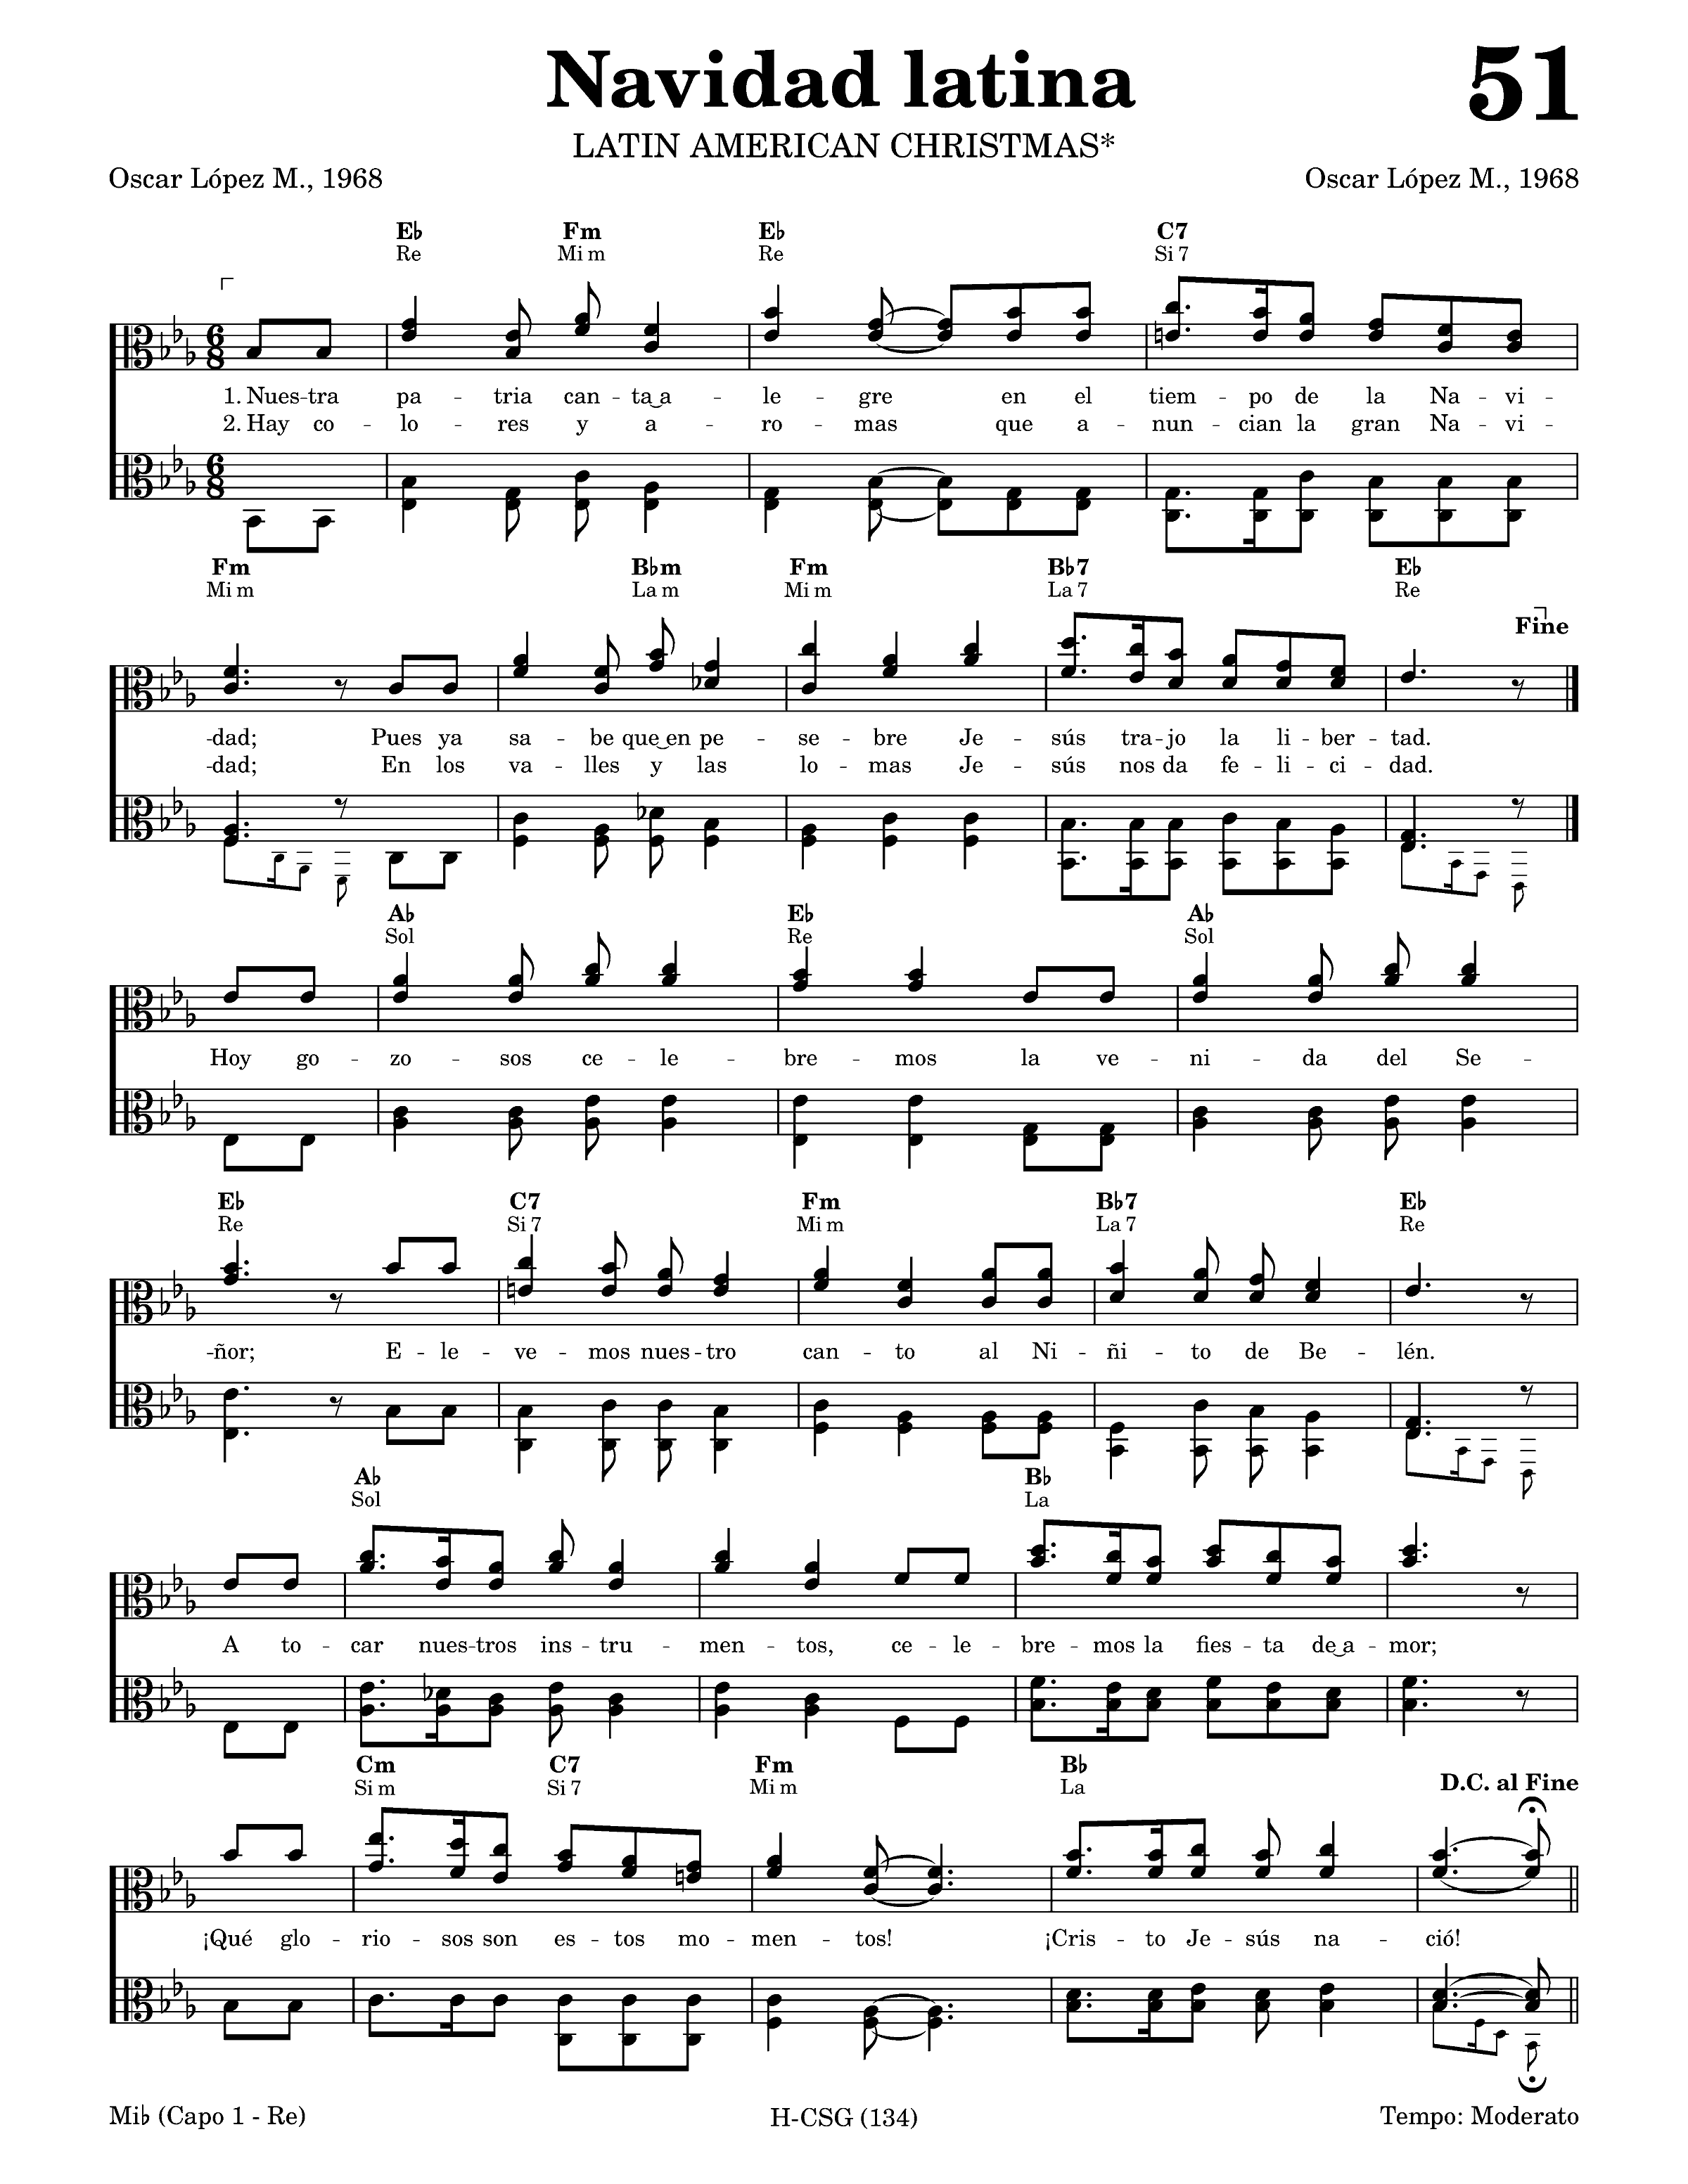 Navidad latina 51
LATIN AMERICAN CHRISTMAS*
Oscar López M., 1968 Oscar López M., 1968
E♭ Fm E♭ C7
Re Mi m Re Si 7
6 8
1. Nues -- tra pa -- tria can -- ta‿a -- le -- gre en el tiem -- po de la Na -- vi --
2. Hay co -- lo -- res y a -- ro -- mas que a -- nun -- cian la gran Na -- vi --
6 8
Fm B♭m Fm B♭7 E♭
Mi m La m Mi m La 7 Re
Fine
-dad; Pues ya sa -- be que‿en pe -- se -- bre Je -- sús tra -- jo la li -- ber -- tad.
-dad; En los va -- lles y las lo -- mas Je -- sús nos da fe -- li -- ci -- dad.
A♭ E♭ A♭
Sol Re Sol
Hoy go -- zo -- sos ce -- le -- bre -- mos la ve -- ni -- da del Se --
E♭ C7 Fm B♭7 E♭
Re Si 7 Mi m La 7 Re
-ñor; E -- le -- ve -- mos nues -- tro can -- to al Ni -- ñi -- to de Be -- lén.
A♭ B♭
Sol La
A to -- car nues -- tros ins -- tru -- men -- tos, ce -- le -- bre -- mos la fies -- ta de‿a -- mor;
Cm C7 Fm B♭
Si m Si 7 Mi m La
D.C. al Fine
¡Qué glo -- rio -- sos son es -- tos mo -- men -- tos! ¡Cris -- to Je -- sús na -- ció!
Mi♭ (Capo 1 - Re) H-CSG (134) Tempo: Moderato